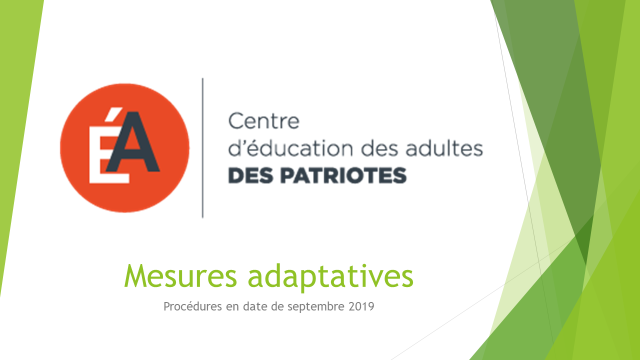 ÉA
Centre
d'éducation des adultes
DES PATRIOTES
Mesures adaptatives
Procédures en date de septembre 2019